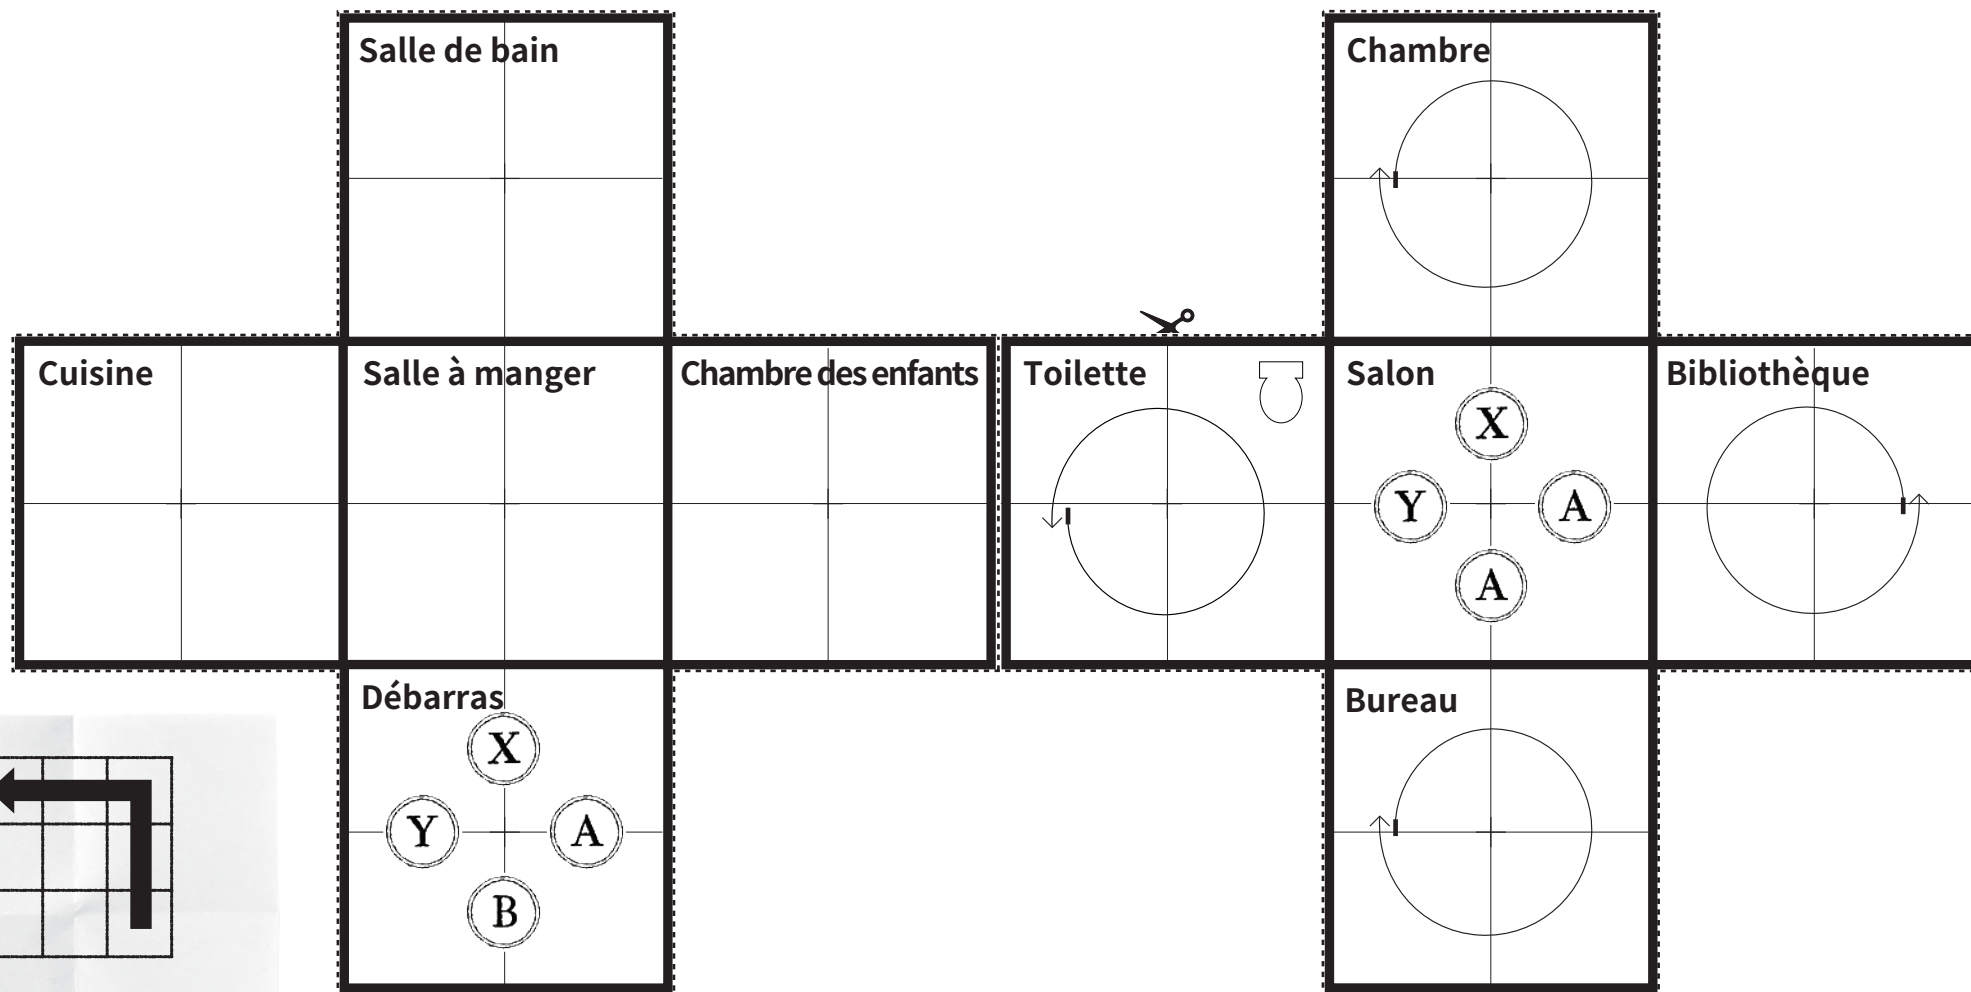 Salle de bain
Chambre
Cuisine
Salle à manger
Chambre des enfants
Toilette
Salon
Bibliothèque
X
Y
A
A
Débarras
Bureau
X
Y
A
B